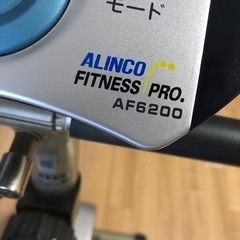 モード
ALINCO
FITNESS PRO.
AF6200